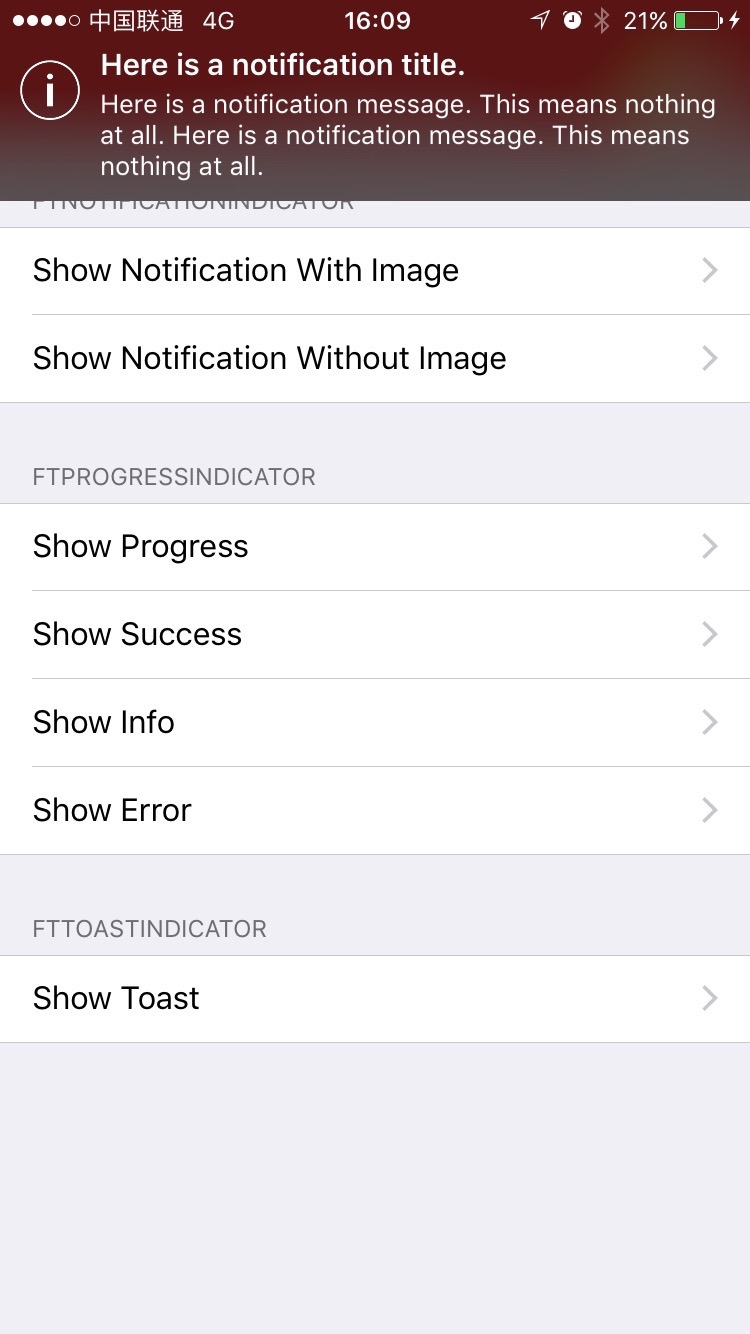 中国联通 4G 16:09 21%
Here is a notification title.
Here is a notification message. This means nothing
at all. Here is a notification message. This means
nothing at all.
FTNOTIFICATIONINDICATOR
Show Notification With Image
Show Notification Without Image
FTPROGRESSINDICATOR
Show Progress
Show Success
Show Info
Show Error
FTTOASTINDICATOR
Show Toast